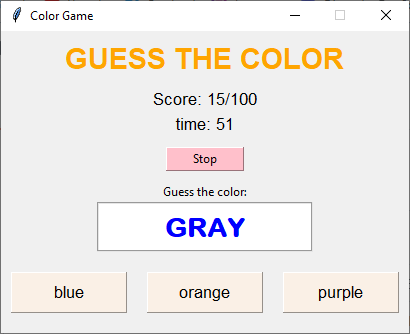 Color Game
GUESS THE COLOR
Score: 15/100
time: 51
Stop
Guess the color:
GRAY
blue orange purple